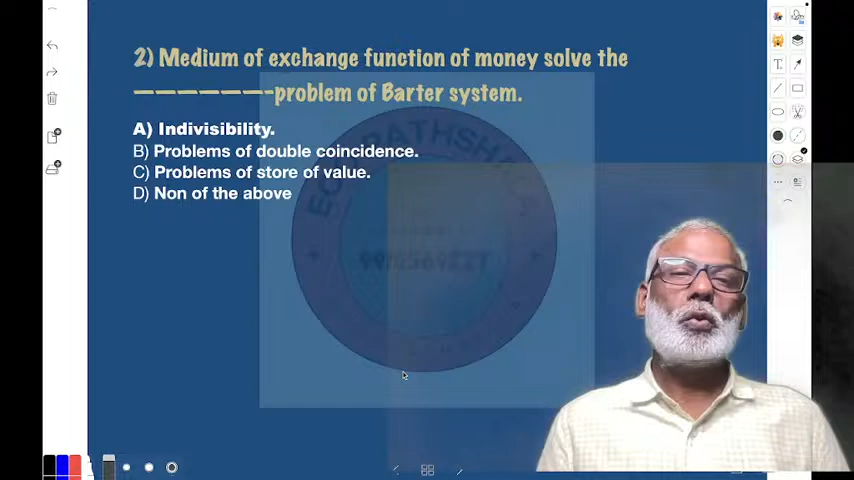 2) Medium of exchange function of money solve the
———————-problem of Barter system.
A) Indivisibility.
B) Problems of double coincidence.
C) Problems of store of value.
D) Non of the above